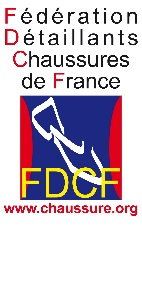 Fédération
Détaillants
Chaussures
de France
FDCF
www.chaussure.org